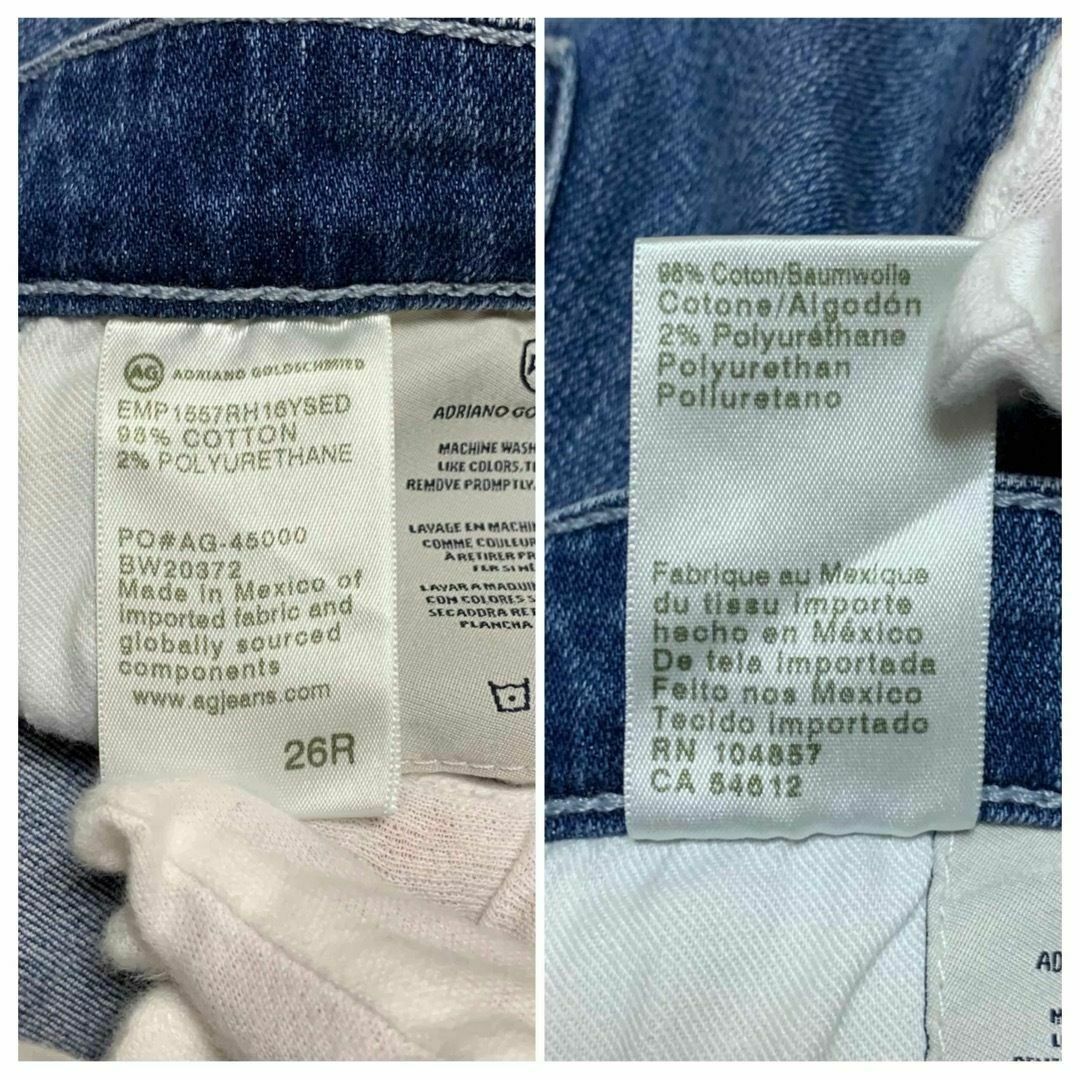 AG ADRIANO GOLDSCHMIED
EMP1557RH16YSED
98% COTTON
2% POLYURETHANE
PO#AG-45000
BW20372
Made in Mexico of
Imported fabric and
globally sourced
components
www.agjeans.com
26R
ADRIANO GO
MACHINE WASH
LIKE COLORS, T
REMOVE PROMPTLY,
LAVAGE EN MACHI
COMME COULEUR
À RETIRER PR
FER SI NÉ
LAVAR A MAQUI
CON COLORES S
SECADORA RET
PLANCHA
98% Coton/Baumwolle
Cotone/Algodón
2% Polyuréthane
Polyurethan
Poliuretano
Fabrique au Mexique
du tissu importe
hecho en México
De tela importada
Feito nos Mexico
Tecido importado
RN 104857
CA 54612
AD
M
L